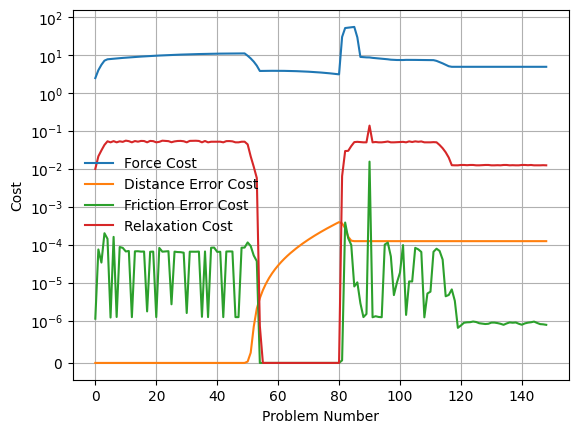 10²
10¹
10⁰
10⁻¹
10⁻²
10⁻³
10⁻⁴
10⁻⁵
10⁻⁶
0
Cost
Force Cost
Distance Error Cost
Friction Error Cost
Relaxation Cost
0 20 40 60 80 100 120 140
Problem Number